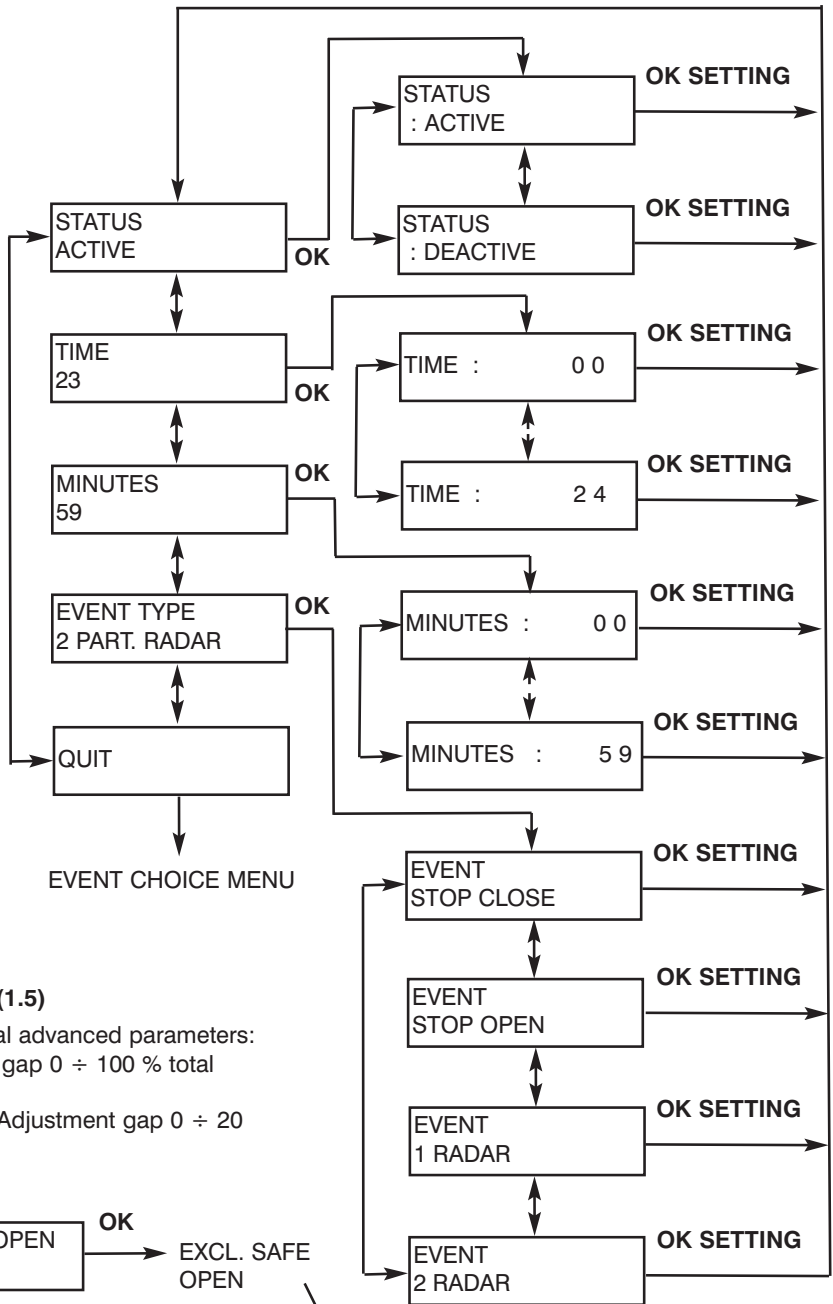 OK SETTING
STATUS
: ACTIVE
OK SETTING
STATUS
: DEACTIVE
STATUS
ACTIVE
OK
OK SETTING
TIME
23
OK
TIME : 0 0
OK SETTING
TIME : 2 4
MINUTES
59
OK
OK SETTING
MINUTES : 0 0
EVENT TYPE
2 PART. RADAR
OK
OK SETTING
MINUTES : 5 9
QUIT
EVENT CHOICE MENU
OK SETTING
EVENT
STOP CLOSE
OK SETTING
EVENT
STOP OPEN
OK SETTING
EVENT
1 RADAR
OK SETTING
EVENT
2 RADAR
(1.5)
al advanced parameters:
gap 0 ÷ 100 % total
Adjustment gap 0 ÷ 20
OPEN
OK
EXCL. SAFE
OPEN